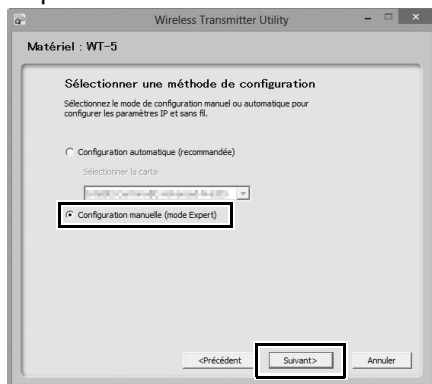 Wireless Transmitter Utility
Matériel : WT-5
Sélectionner une méthode de configuration
Sélectionnez le mode de configuration manuel ou automatique pour
configurer les paramètres IP et sans fil.
Configuration automatique (recommandée)
Sélectionner la carte
Configuration manuelle (mode Expert)
<Précédent
Suivant>
Annuler